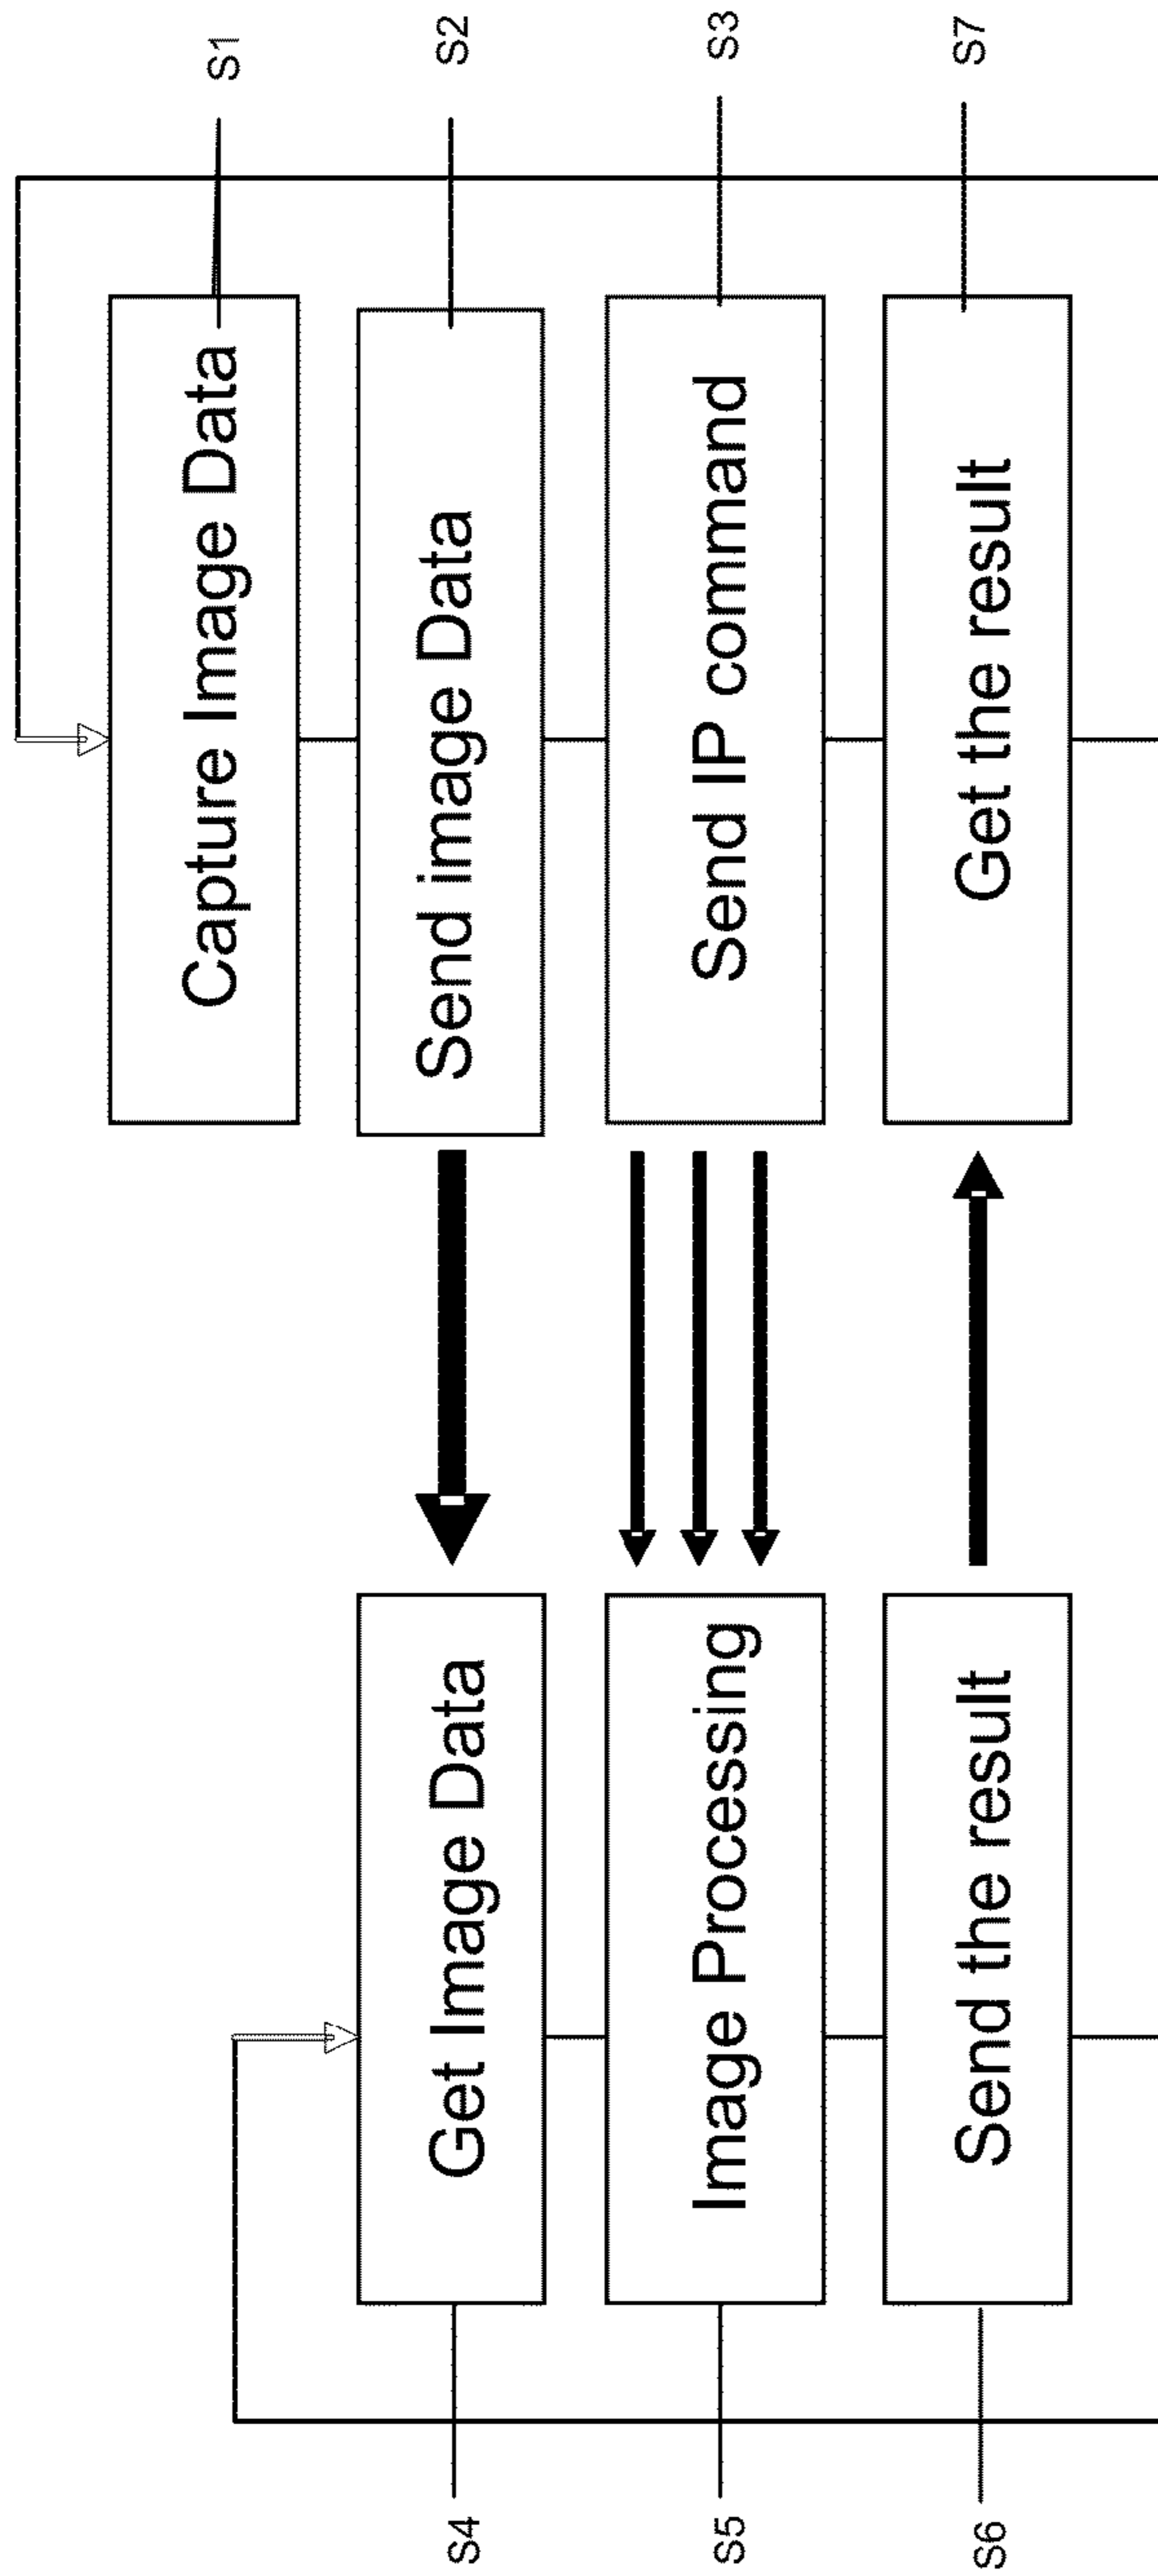 S1
Capture Image Data
S2
Send image Data
S3
Send IP command
S7
Get the result
S4
Get Image Data
S5
Image Processing
S6
Send the result